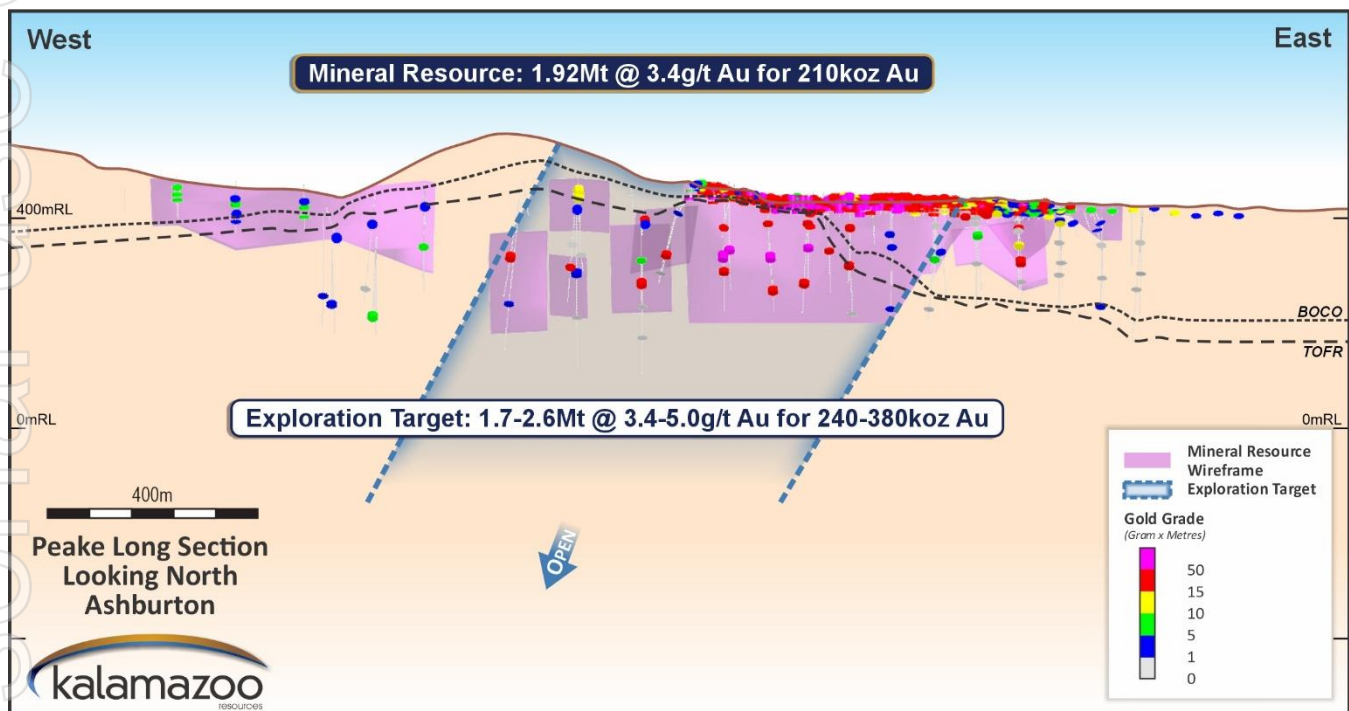 West
East
Mineral Resource: 1.92Mt @ 3.4g/t Au for 210koz Au
400mRL
BOCO
TOFR
Exploration Target: 1.7-2.6Mt @ 3.4-5.0g/t Au for 240-380koz Au
0mRL
0mRL
400m
OPEN
Peake Long Section
Looking North
Ashburton
kalamazoo
resources
Mineral Resource
Wireframe
Exploration Target
Gold Grade
(Gram x Metres)
50
15
10
5
1
0